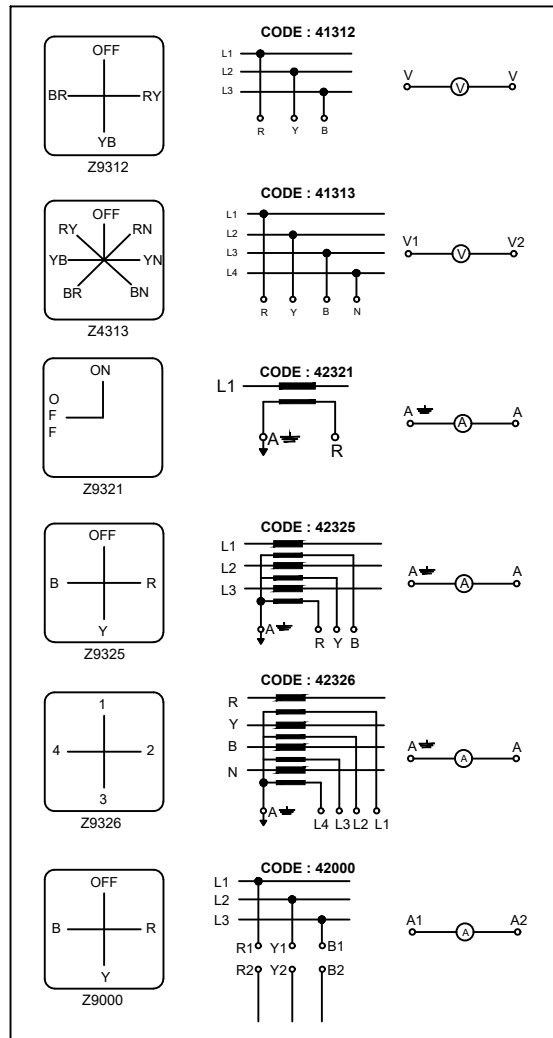 CODE : 41312
OFF
BR RY
YB
Z9312
L1
L2
L3
R Y B
V V V
CODE : 41313
OFF
RY RN
YB YN
BR BN
Z4313
L1
L2
L3
L4
R Y B N
V1 V V2
CODE : 42321
ON
O
F
F
Z9321
L1
A R
A A A
CODE : 42325
OFF
B R
Y
Z9325
L1
L2
L3
A R Y B
A A A
CODE : 42326
1
4 2
3
Z9326
R
Y
B
N
A L4 L3 L2 L1
A A A
CODE : 42000
OFF
B R
Y
Z9000
L1
L2
L3
R1 Y1 B1
R2 Y2 B2
A1 A A2